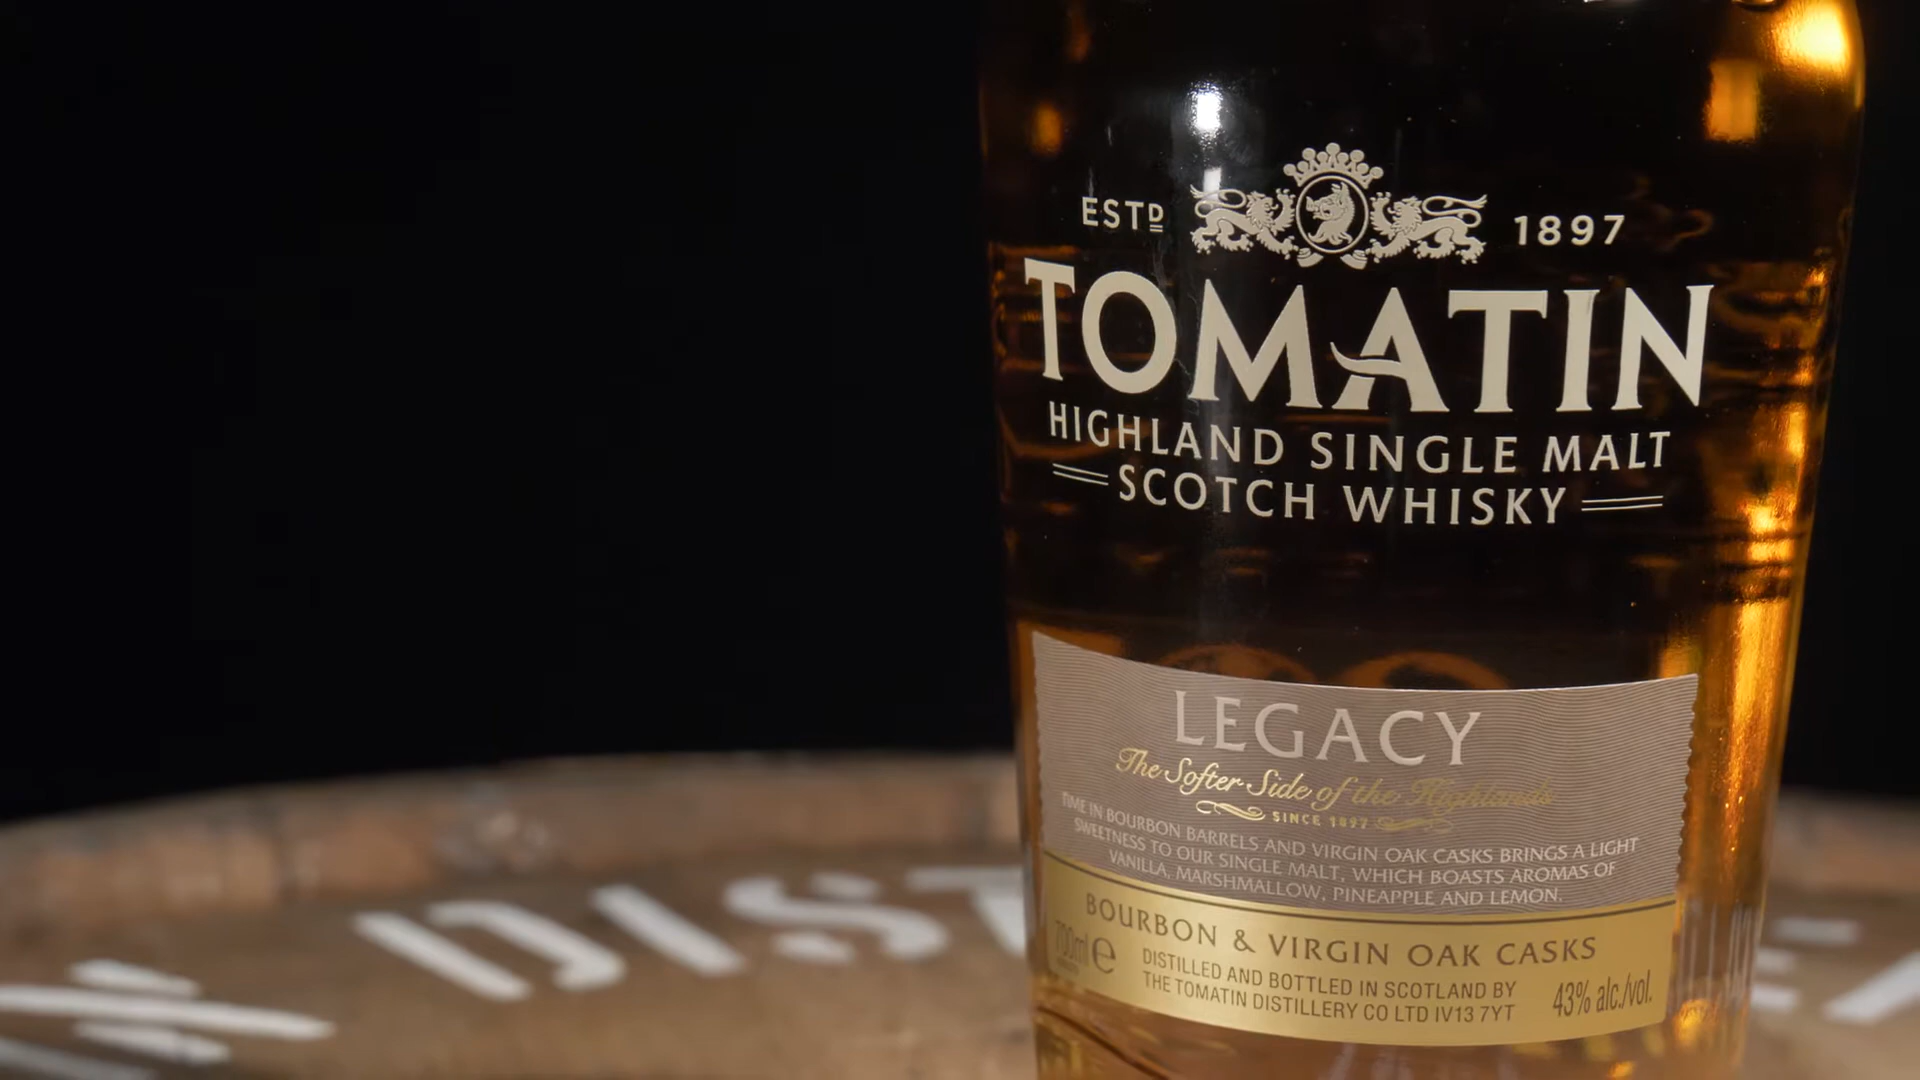 ESTD 1897
TOMATIN
HIGHLAND SINGLE MALT
SCOTCH WHISKY
LEGACY
The Softer Side of the Highlands
SINCE 1897
TIME IN BOURBON BARRELS AND VIRGIN OAK CASKS BRINGS A LIGHT
SWEETNESS TO OUR SINGLE MALT, WHICH BOASTS AROMAS OF
VANILLA, MARSHMALLOW, PINEAPPLE AND LEMON.
BOURBON & VIRGIN OAK CASKS
700ml e
DISTILLED AND BOTTLED IN SCOTLAND BY
THE TOMATIN DISTILLERY CO LTD IV13 7YT
43% alc./vol.
DIST